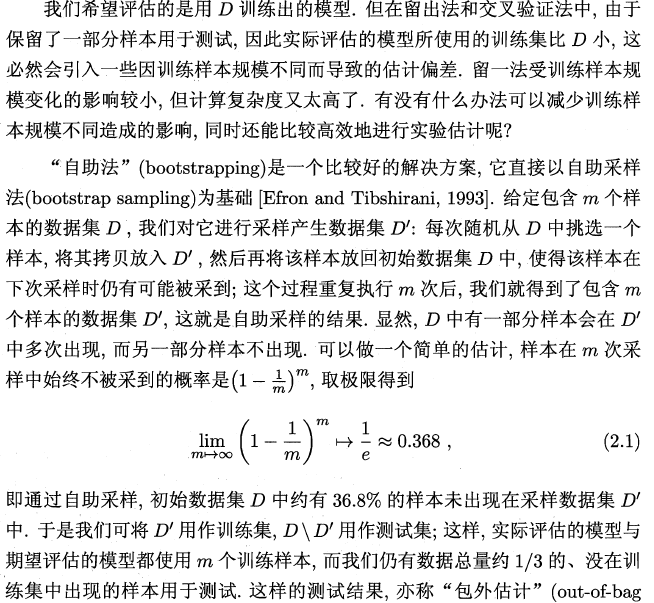 我们希望评估的是用 D 训练出的模型. 但在留出法和交叉验证法中, 由于
保留了一部分样本用于测试, 因此实际评估的模型所使用的训练集比 D 小, 这
必然会引入一些因训练样本规模不同而导致的估计偏差. 留一法受训练样本规
模变化的影响较小, 但计算复杂度又太高了. 有没有什么办法可以减少训练样
本规模不同造成的影响, 同时还能比较高效地进行实验估计呢?
“自助法” (bootstrapping)是一个比较好的解决方案, 它直接以自助采样
法(bootstrap sampling)为基础 [Efron and Tibshirani, 1993]. 给定包含 m 个样
本的数据集 D , 我们对它进行采样产生数据集 D′: 每次随机从 D 中挑选一个
样本, 将其拷贝放入 D′ , 然后再将该样本放回初始数据集 D 中, 使得该样本在
下次采样时仍有可能被采到; 这个过程重复执行 m 次后, 我们就得到了包含 m
个样本的数据集 D′, 这就是自助采样的结果. 显然, D 中有一部分样本会在 D′
中多次出现, 而另一部分样本不出现. 可以做一个简单的估计, 样本在 m 次采
样中始终不被采到的概率是(1 − 1/m)^m, 取极限得到
lim m↦∞ (1 − 1/m)^m ↦ 1/e ≈ 0.368 , (2.1)
即通过自助采样, 初始数据集 D 中约有 36.8% 的样本未出现在采样数据集 D′
中. 于是我们可将 D′ 用作训练集, D\D′ 用作测试集; 这样, 实际评估的模型与
期望评估的模型都使用 m 个训练样本, 而我们仍有数据总量约 1/3 的、没在训
练集中出现的样本用于测试. 这样的测试结果, 亦称 “包外估计” (out-of-bag